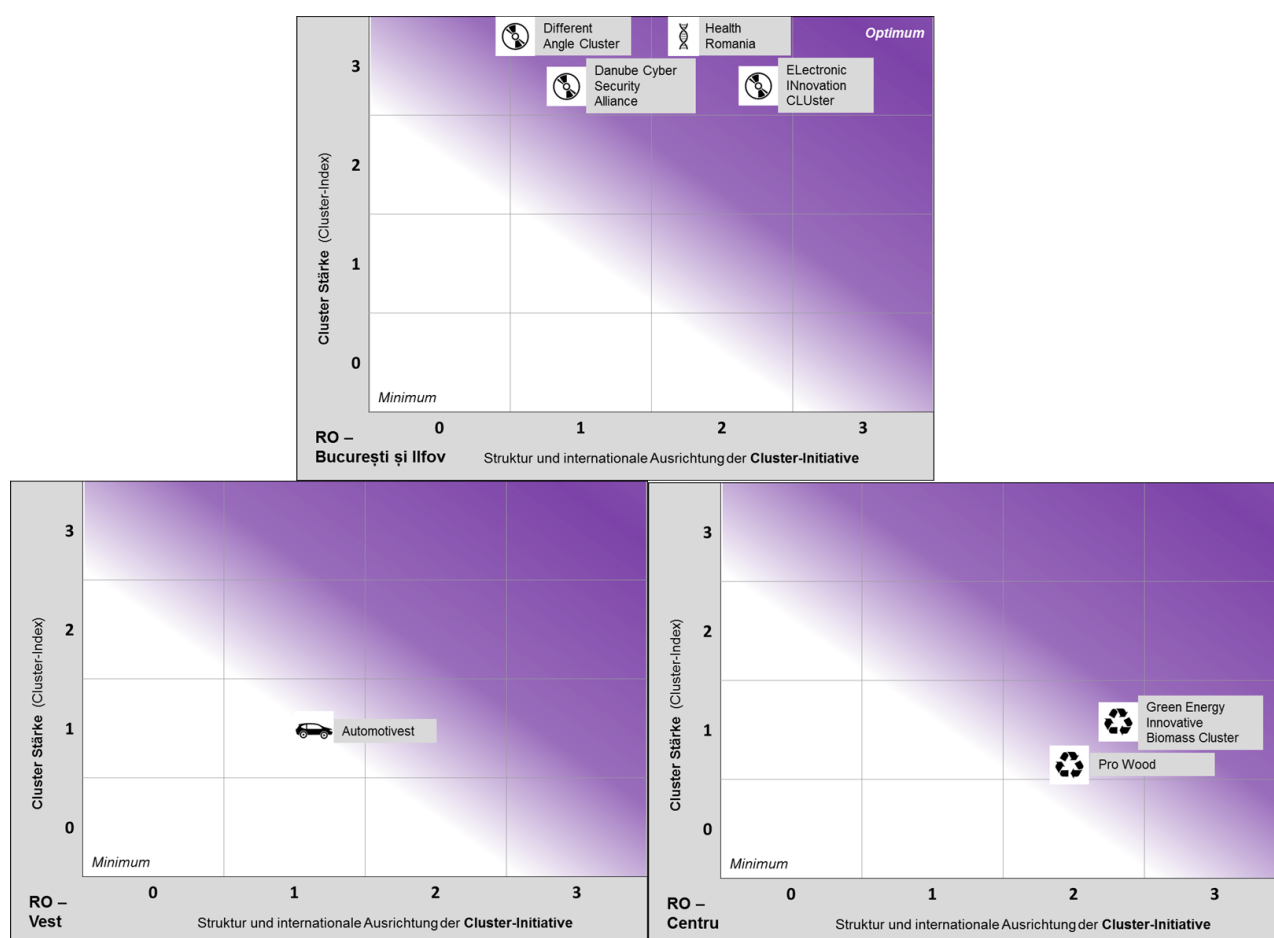 Different
Angle Cluster
Health
Romania
Optimum
Danube Cyber
Security
Alliance
ELectronic
INnovation
CLUster
3
2
1
0
Cluster Stärke (Cluster-Index)
Minimum
0 1 2 3
RO –
București și Ilfov
Struktur und internationale Ausrichtung der Cluster-Initiative
3
2
1
0
Cluster Stärke (Cluster-Index)
Automotivest
Minimum
0 1 2 3
RO –
Vest
Struktur und internationale Ausrichtung der Cluster-Initiative
3
2
1
0
Cluster Stärke (Cluster-Index)
Green Energy
Innovative
Biomass Cluster
Pro Wood
Minimum
0 1 2 3
RO –
Centru
Struktur und internationale Ausrichtung der Cluster-Initiative